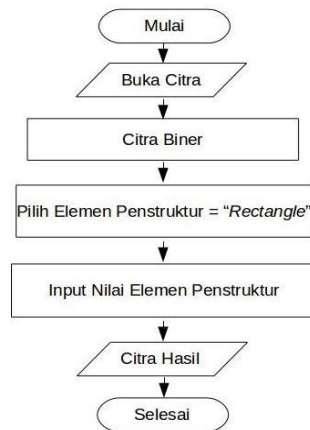 Mulai
Buka Citra
Citra Biner
Pilih Elemen Penstruktur = “Rectangle”
Input Nilai Elemen Penstruktur
Citra Hasil
Selesai